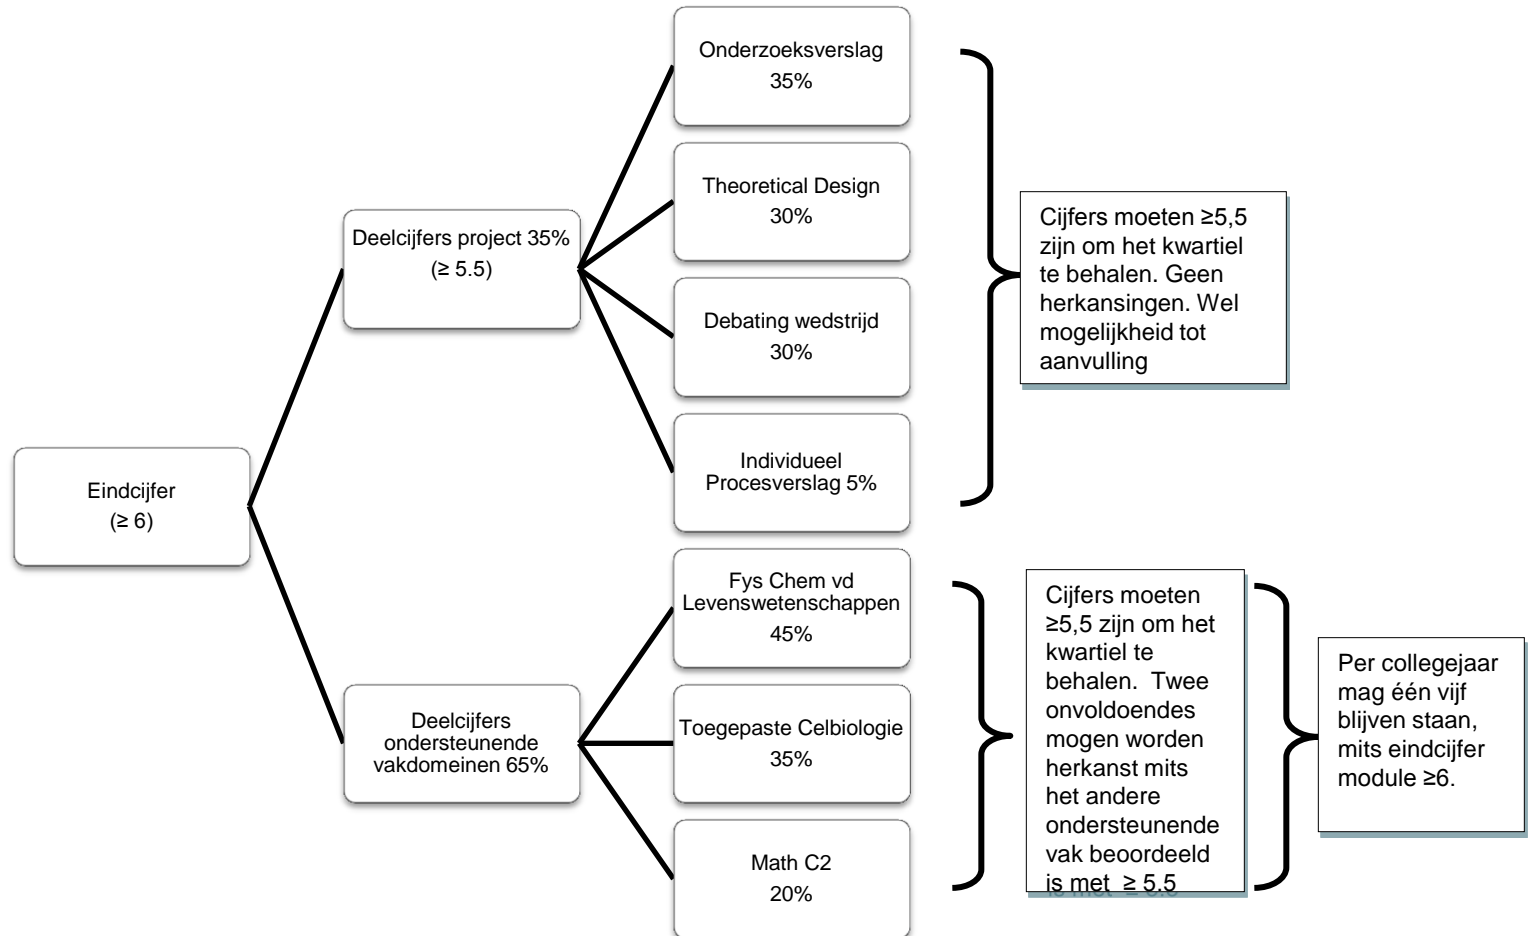 Onderzoeksverslag
35%
Theoretical Design
30%
Debating wedstrijd
30%
Individueel
Procesverslag 5%
Deelcijfers project 35%
(≥ 5.5)
Cijfers moeten ≥5,5
zijn om het kwartiel
te behalen. Geen
herkansingen. Wel
mogelijkheid tot
aanvulling
Eindcijfer
(≥ 6)
Fys Chem vd
Levenswetenschappen
45%
Toegepaste Celbiologie
35%
Math C2
20%
Deelcijfers
ondersteunende
vakdomeinen 65%
Cijfers moeten
≥5,5 zijn om het
kwartiel te
behalen. Twee
onvoldoendes
mogen worden
herkanst mits
het andere
ondersteunende
vak beoordeeld
is met ≥ 5.5
Per collegejaar
mag één vijf
blijven staan,
mits eindcijfer
module ≥6.